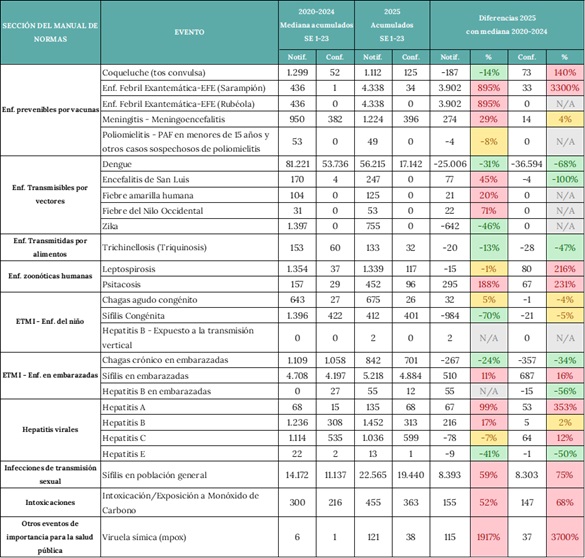 SECCIÓN DEL MANUAL DE NORMAS | EVENTO | 2020-2024 Mediana acumulados SE 1-23 | 2025 Acumulados SE 1-23 | Diferencias 2025 con mediana 2020-2024
Notif. | Conf. | Notif. | Conf. | Notif. | % | Conf. | %
Enf. prevenibles por vacunas
Coqueluche (tos convulsa) | 1.299 | 52 | 1.112 | 125 | -187 | -14% | 73 | 140%
Enf. Febril Exantemática-EFE (Sarampión) | 436 | 1 | 4.338 | 34 | 3.902 | 895% | 33 | 3300%
Enf. Febril Exantemática-EFE (Rubéola) | 436 | 0 | 4.338 | 0 | 3.902 | 895% | 0 | N/A
Meningitis - Meningoencefalitis | 950 | 382 | 1.224 | 396 | 274 | 29% | 14 | 4%
Poliomielitis - PAF en menores de 15 años y otros casos sospechosos de poliomielitis | 53 | 0 | 49 | 0 | -4 | -8% | 0 | N/A
Enf. Transmisibles por vectores
Dengue | 81.221 | 53.736 | 56.215 | 17.142 | -25.006 | -31% | -36.594 | -68%
Encefalitis de San Luis | 170 | 4 | 247 | 0 | 77 | 45% | -4 | -100%
Fiebre amarilla humana | 104 | 0 | 125 | 0 | 21 | 20% | 0 | N/A
Fiebre del Nilo Occidental | 31 | 0 | 53 | 0 | 22 | 71% | 0 | N/A
Zika | 1.397 | 0 | 755 | 0 | -642 | -46% | 0 | N/A
Enf. Transmitidas por alimentos
Trichinellosis (Triquinosis) | 153 | 60 | 133 | 32 | -20 | -13% | -28 | -47%
Enf. zoonóticas humanas
Leptospirosis | 1.354 | 37 | 1.339 | 117 | -15 | -1% | 80 | 216%
Psitacosis | 157 | 29 | 452 | 96 | 295 | 188% | 67 | 231%
ETMI - Enf. del niño
Chagas agudo congénito | 643 | 27 | 675 | 26 | 32 | 5% | -1 | -4%
Sífilis Congénita | 1.396 | 422 | 412 | 401 | -984 | -70% | -21 | -5%
Hepatitis B - Expuesto a la transmisión vertical | 0 | 0 | 2 | 0 | 2 | N/A | 0 | N/A
ETMI - Enf. en embarazadas
Chagas crónico en embarazadas | 1.109 | 1.058 | 842 | 701 | -267 | -24% | -357 | -34%
Sífilis en embarazadas | 4.708 | 4.197 | 5.218 | 4.884 | 510 | 11% | 687 | 16%
Hepatitis B en embarazadas | 0 | 27 | 55 | 12 | 55 | N/A | -15 | -56%
Hepatitis virales
Hepatitis A | 68 | 15 | 135 | 68 | 67 | 99% | 53 | 353%
Hepatitis B | 1.236 | 308 | 1.452 | 313 | 216 | 17% | 5 | 2%
Hepatitis C | 1.114 | 535 | 1.036 | 599 | -78 | -7% | 64 | 12%
Hepatitis E | 22 | 2 | 13 | 1 | -9 | -41% | -1 | -50%
Infecciones de transmisión sexual
Sífilis en población general | 14.172 | 11.137 | 22.565 | 19.440 | 8.393 | 59% | 8.303 | 75%
Intoxicaciones
Intoxicación/Exposición a Monóxido de Carbono | 300 | 216 | 455 | 363 | 155 | 52% | 147 | 68%
Otros eventos de importancia para la salud pública
Viruela símica (mpox) | 6 | 1 | 121 | 38 | 115 | 1917% | 37 | 3700%